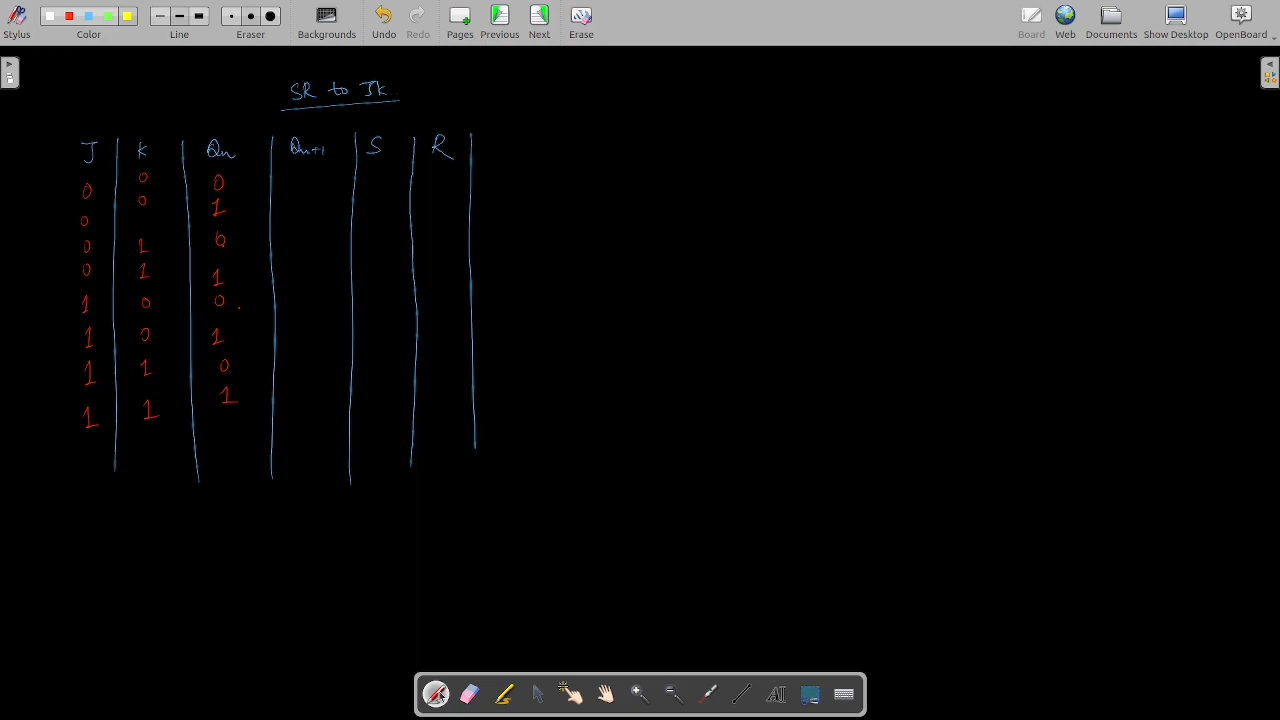 Stylus Color Line Eraser Backgrounds Undo Redo Pages Previous Next Erase Board Web Documents Show Desktop OpenBoard
SR to JK
J K Qn Qn+1 S R
0 0 0
0 0 1
0
0 1 0
0 1 1
1 0 0
1 0 1
1 1 0
1 1 1
AI